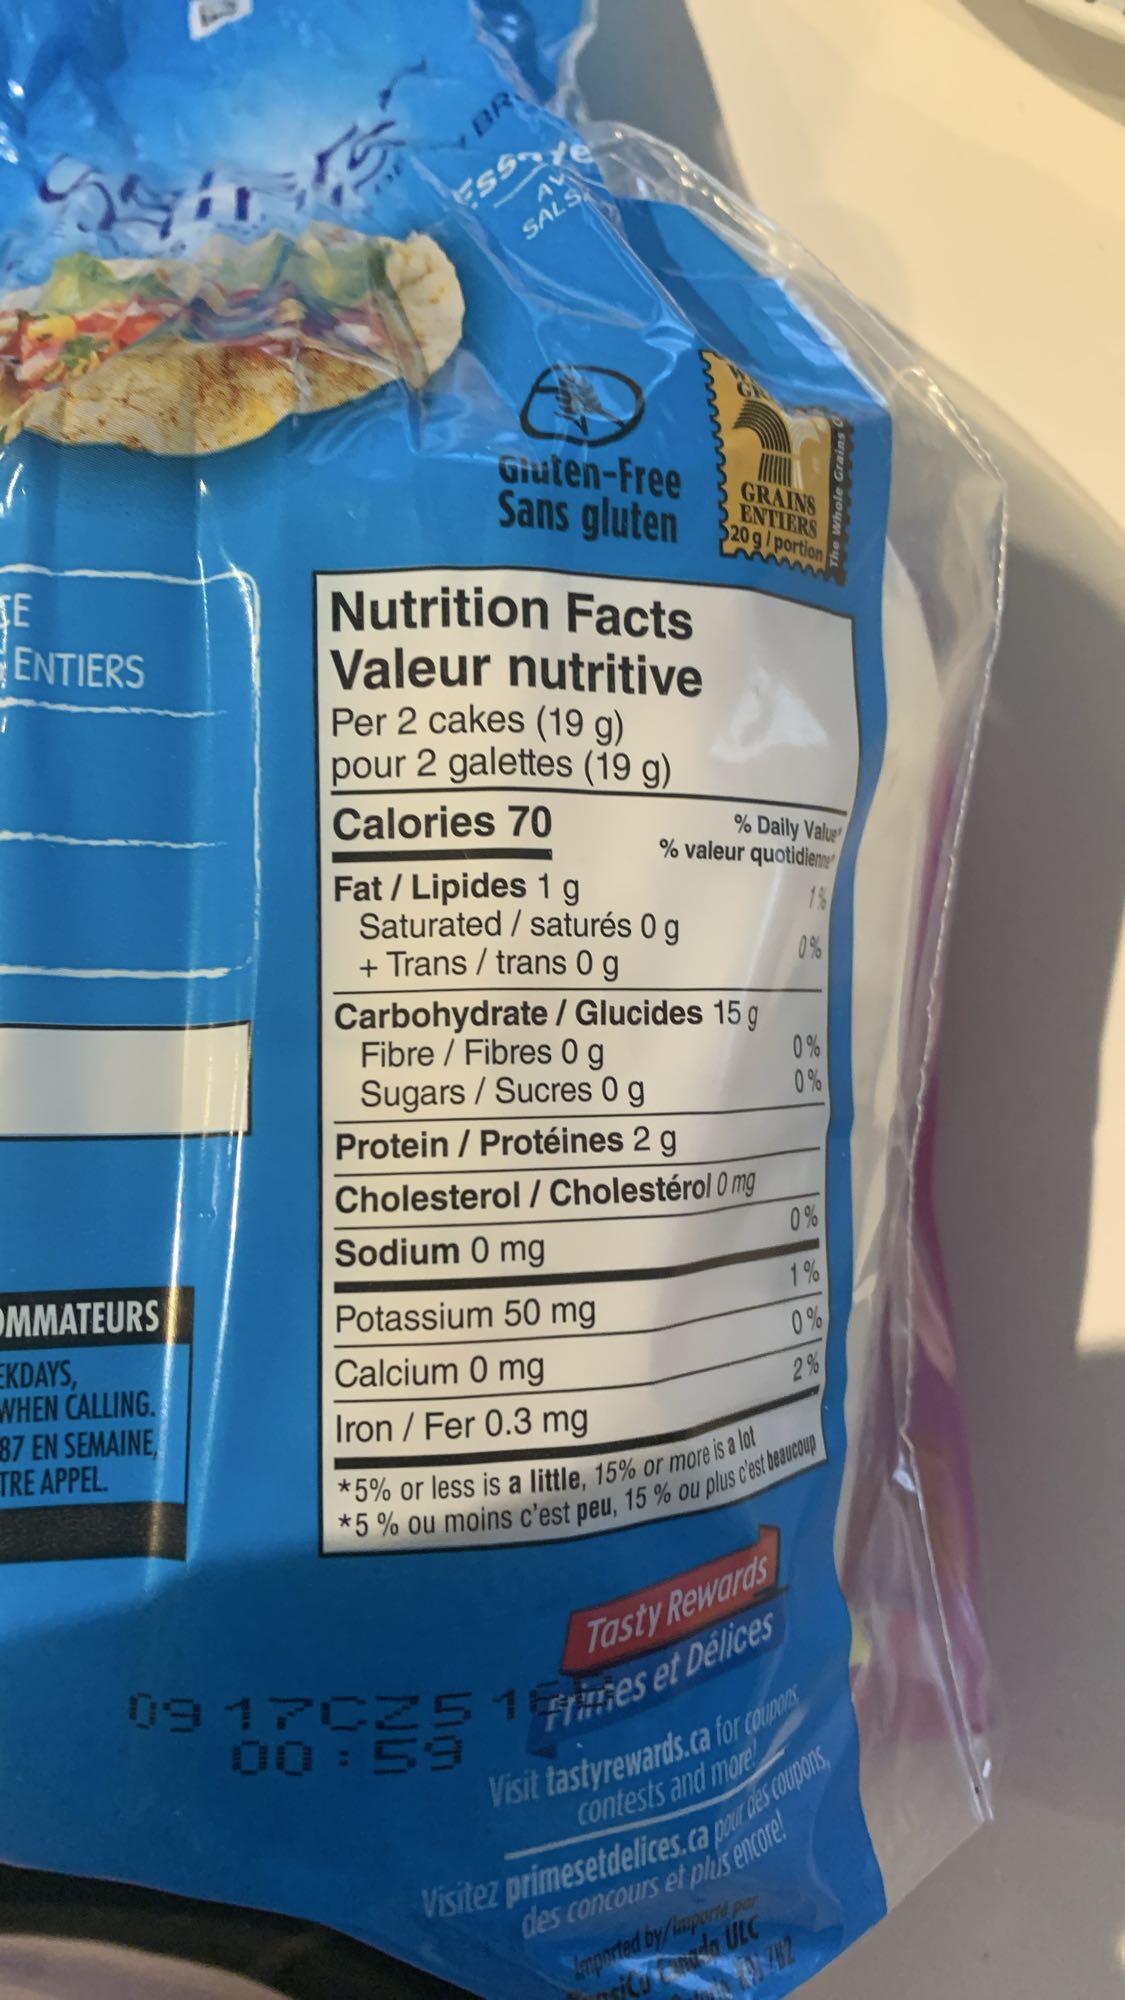 SALSA
Gluten-Free
Sans gluten
GRAINS
ENTIERS
20 g / portion
The Whole Grains
ENTIERS
Nutrition Facts
Valeur nutritive
Per 2 cakes (19 g)
pour 2 galettes (19 g)
Calories 70
% Daily Value*
% valeur quotidienne*
Fat / Lipides 1 g 1 %
Saturated / saturés 0 g
+ Trans / trans 0 g 0 %
Carbohydrate / Glucides 15 g
Fibre / Fibres 0 g 0 %
Sugars / Sucres 0 g 0 %
Protein / Protéines 2 g
Cholesterol / Cholestérol 0 mg
Sodium 0 mg 0 %
Potassium 50 mg 1 %
Calcium 0 mg 0 %
Iron / Fer 0.3 mg 2 %
*5% or less is a little, 15% or more is a lot
*5 % ou moins c'est peu, 15 % ou plus c'est beaucoup
OMMATEURS
EKDAYS,
WHEN CALLING.
87 EN SEMAINE,
TRE APPEL.
Tasty Rewards
Primes et Délices
00:59
Visit tastyrewards.ca for coupons,
contests and more!
Visitez primesetdelices.ca pour des coupons,
des concours et plus encore!
Imported by/Importé par
Canada ULC